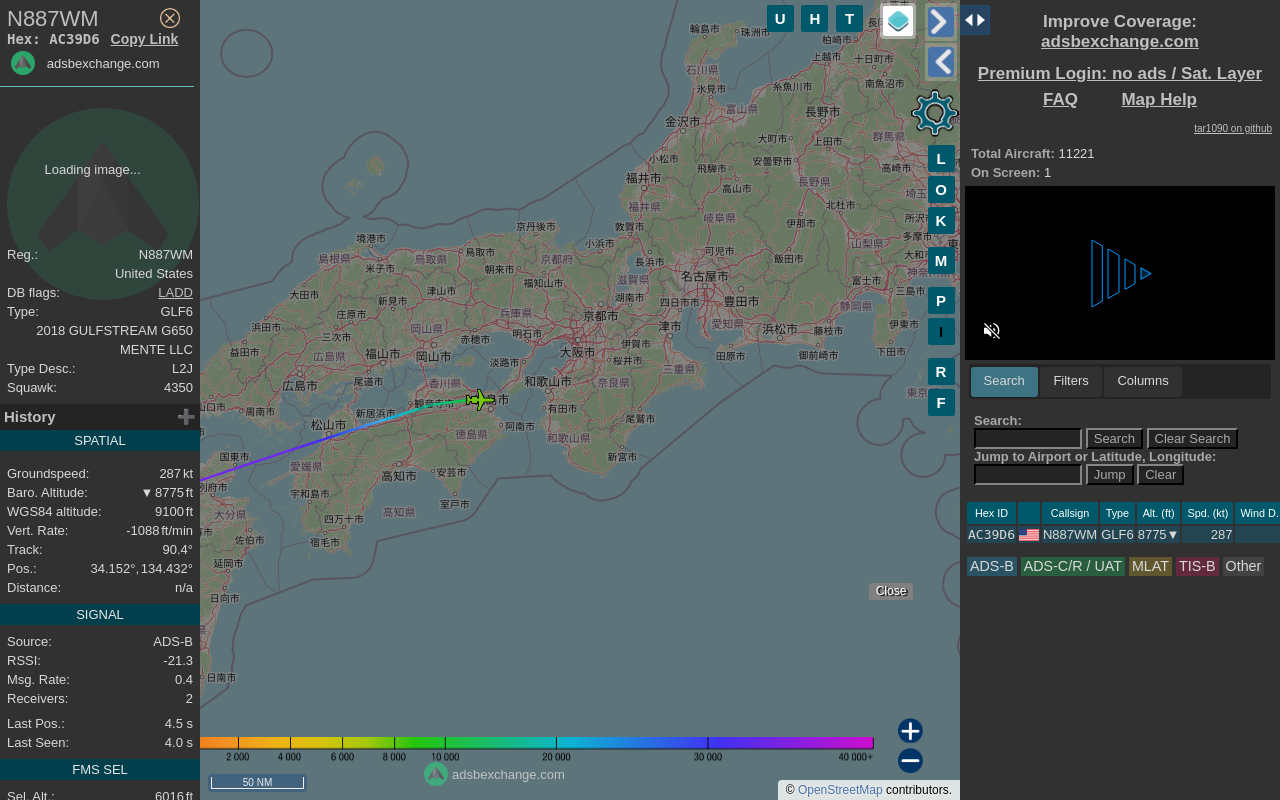 N887WM
Hex: AC39D6 Copy Link
adsbexchange.com
Loading image...
Reg.: N887WM
United States
DB flags: LADD
Type: GLF6
2018 GULFSTREAM G650
MENTE LLC
Type Desc.: L2J
Squawk: 4350
History
SPATIAL
Groundspeed: 287 kt
Baro. Altitude: ▼ 8775 ft
WGS84 altitude: 9100 ft
Vert. Rate: -1088 ft/min
Track: 90.4°
Pos.: 34.152°, 134.432°
Distance: n/a
SIGNAL
Source: ADS-B
RSSI: -21.3
Msg. Rate: 0.4
Receivers: 2
Last Pos.: 4.5 s
Last Seen: 4.0 s
FMS SEL
Sel. Alt.: 6016 ft
U H T
L
O
K
M
P
I
R
F
輪島市
珠洲市
石川県
氷見市
富山県
金沢市
小松市
福井市
福井県
上越市
柏崎市
十日町市
糸魚川市
南魚沼市
長野市
群馬県
大町市
上田市
安曇野市
高崎市
飛騨市
高山市
長野県
北杜市
伊那市
岐阜県
山梨県
所沢市
多摩市
富士市
三島市
静岡県
伊東市
下田市
京丹後市
境港市
島根県
鳥取県
鳥取市
米子市
京都府
朝来市
小浜市
敦賀市
長浜市
滋賀県
可児市
飯田市
名古屋市
豊田市
四日市市
愛知県
浜松市
藤枝市
御前崎市
田原市
大田市
津山市
新見市
福知山市
湖南市
京都市
津市
浜田市
庄原市
岡山県
兵庫県
三次市
赤穂市
明石市
伊賀市
大阪市
桜井市
益田市
広島県
福山市
岡山市
淡路市
奈良県
三重県
広島市
尾道市
香川県
和歌山市
観音寺市
有田市
尾鷲市
周南市
新居浜市
松山市
徳島県
阿南市
和歌山県
新宮市
国東市
愛媛県
高知市
安芸市
室戸市
宇和島市
高知県
大分県
四万十市
佐伯市
宿毛市
延岡市
日向市
日南市
Close
2 000 4 000 6 000 8 000 10 000 20 000 30 000 40 000+
50 NM
adsbexchange.com
© OpenStreetMap contributors.
Improve Coverage:
adsbexchange.com
Premium Login: no ads / Sat. Layer
FAQ Map Help
tar1090 on github
Total Aircraft: 11221
On Screen: 1
Search Filters Columns
Search:
Search Clear Search
Jump to Airport or Latitude, Longitude:
Jump Clear
Hex ID Callsign Type Alt. (ft) Spd. (kt) Wind D.
AC39D6 N887WM GLF6 8775▼ 287
ADS-B ADS-C/R / UAT MLAT TIS-B Other